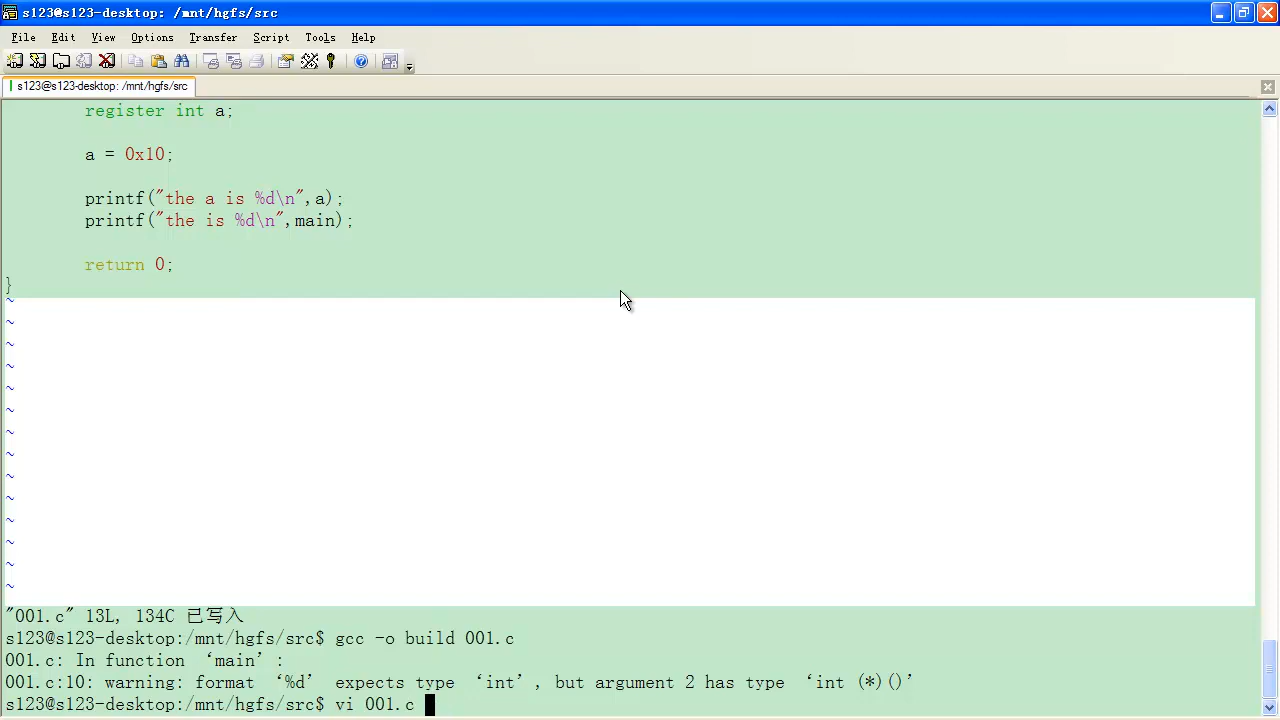 s123@s123-desktop: /mnt/hgfs/src
File Edit View Options Transfer Script Tools Help
s123@s123-desktop: /mnt/hgfs/src
register int a;
a = 0x10;
printf("the a is %d\n",a);
printf("the is %d\n",main);
return 0;
}
~
~
~
~
~
~
~
~
~
~
~
~
~
~
"001.c" 13L, 134C 已写入
s123@s123-desktop:/mnt/hgfs/src$ gcc -o build 001.c
001.c: In function ‘main’:
001.c:10: warning: format ‘%d’ expects type ‘int’, but argument 2 has type ‘int (*)()’
s123@s123-desktop:/mnt/hgfs/src$ vi 001.c